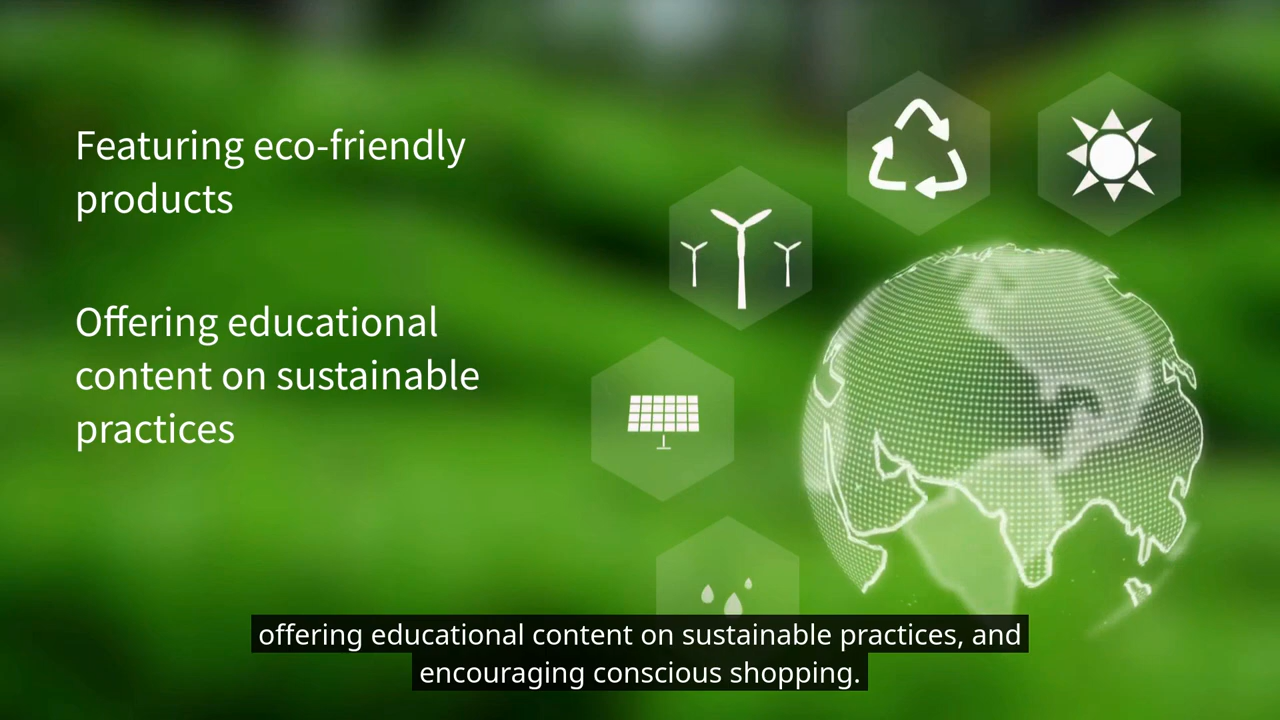 Featuring eco-friendly
products
Offering educational
content on sustainable
practices
offering educational content on sustainable practices, and
encouraging conscious shopping.